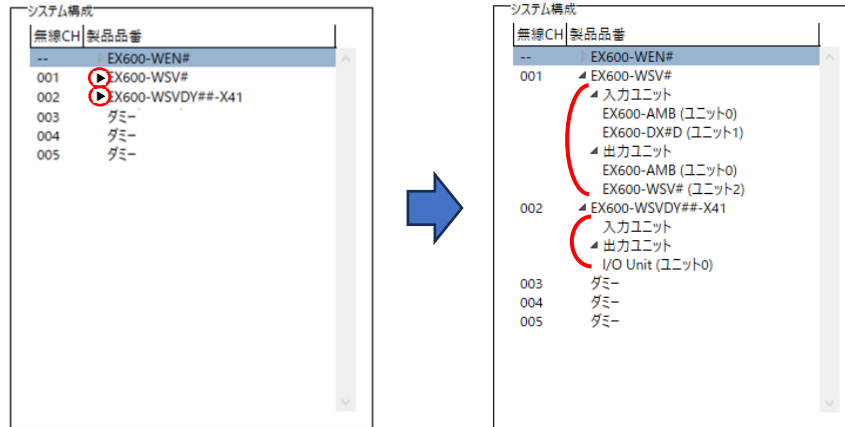 システム構成
無線CH 製品品番
-- EX600-WEN#
001 EX600-WSV#
002 EX600-WSVDY##-X41
003 ダミー
004 ダミー
005 ダミー
システム構成
無線CH 製品品番
-- EX600-WEN#
001 EX600-WSV#
入力ユニット
EX600-AMB (ユニット0)
EX600-DX#D (ユニット1)
出力ユニット
EX600-AMB (ユニット0)
EX600-WSV# (ユニット2)
002 EX600-WSVDY##-X41
入力ユニット
出力ユニット
I/O Unit (ユニット0)
003 ダミー
004 ダミー
005 ダミー